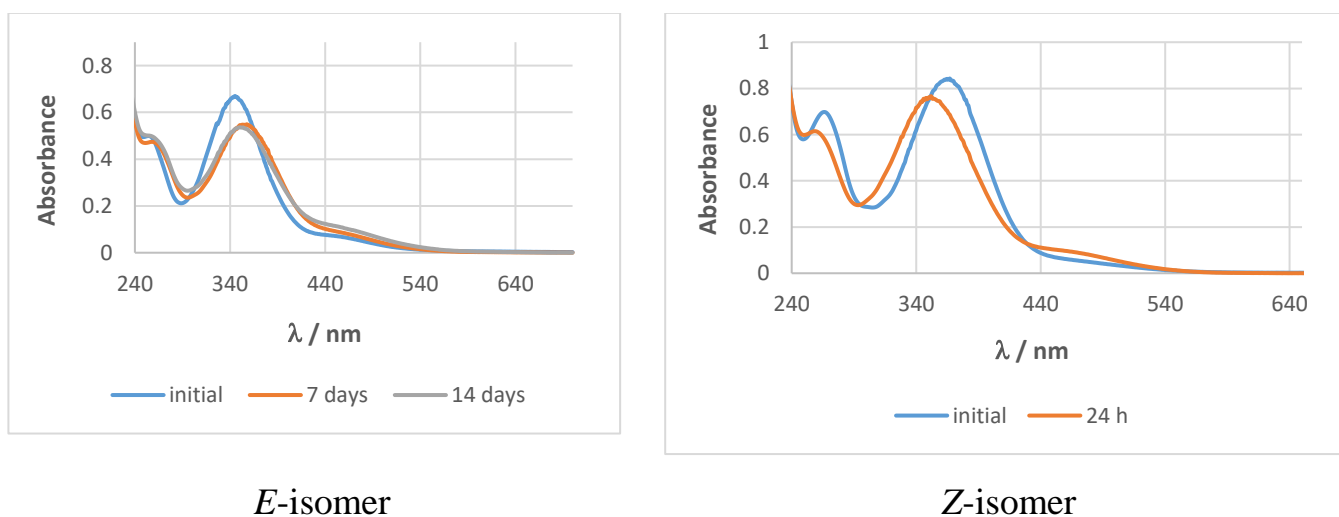 Absorbance
0.8
0.6
0.4
0.2
0
240 340 440 540 640
λ / nm
initial 7 days 14 days
E-isomer
Absorbance
1
0.8
0.6
0.4
0.2
0
240 340 440 540 640
λ / nm
initial 24 h
Z-isomer